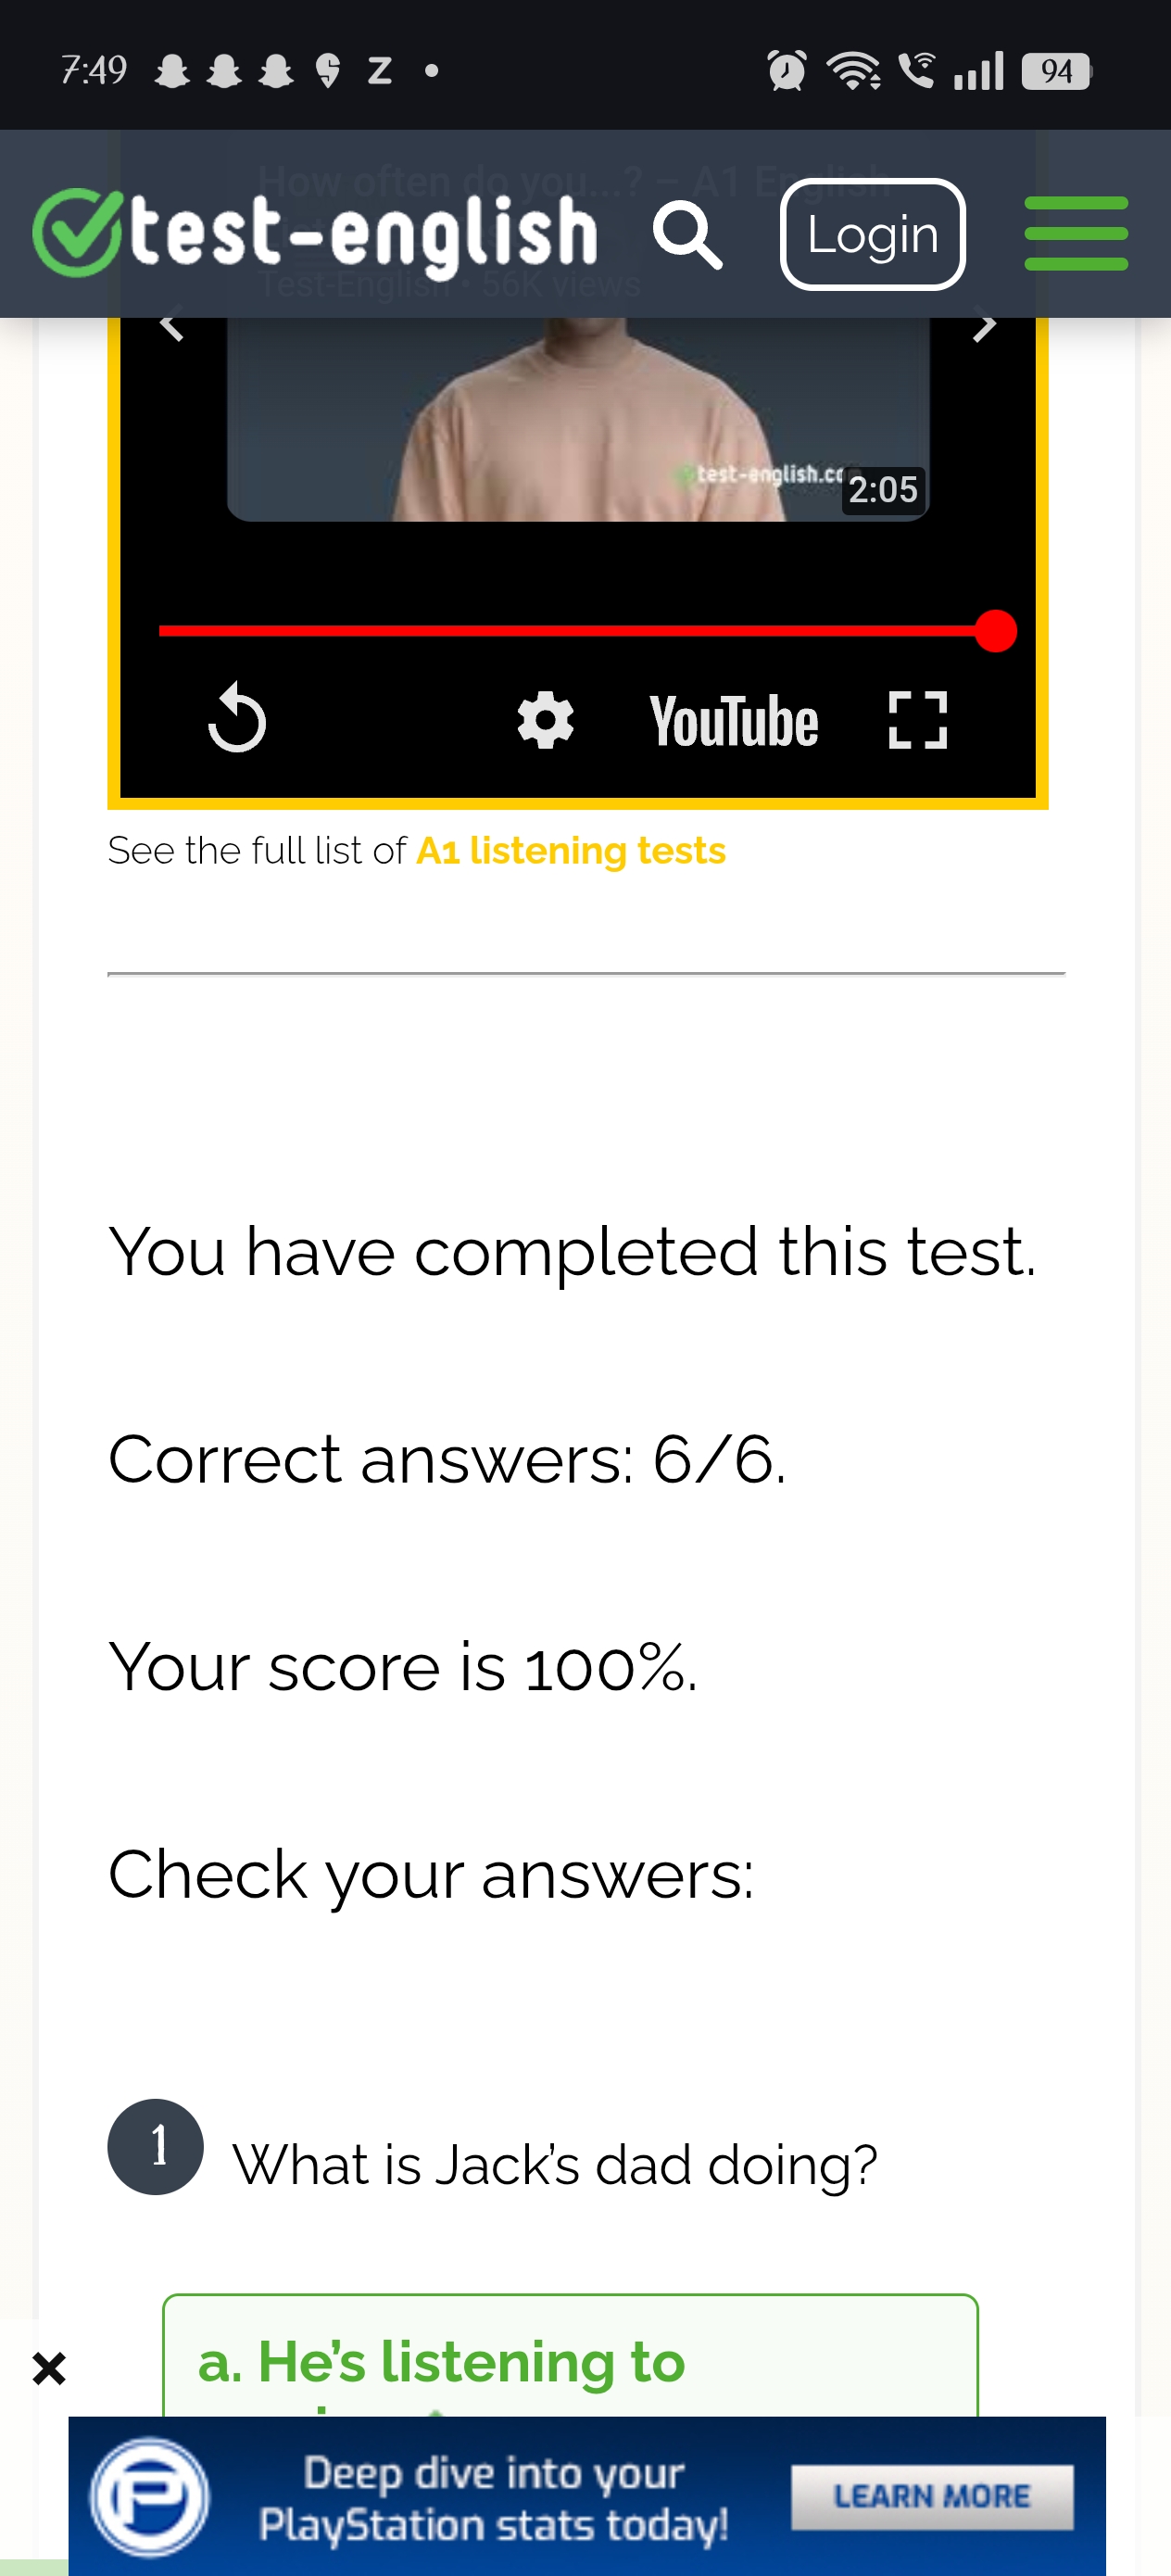 7:49 Z 94
How often do you...? – A1 English
test-english Login
Test-English • 56K views
test-english.co
2:05
YouTube
See the full list of A1 listening tests
You have completed this test.
Correct answers: 6/6.
Your score is 100%.
Check your answers:
1 What is Jack's dad doing?
a. He's listening to
Deep dive into your
PlayStation stats today!
LEARN MORE